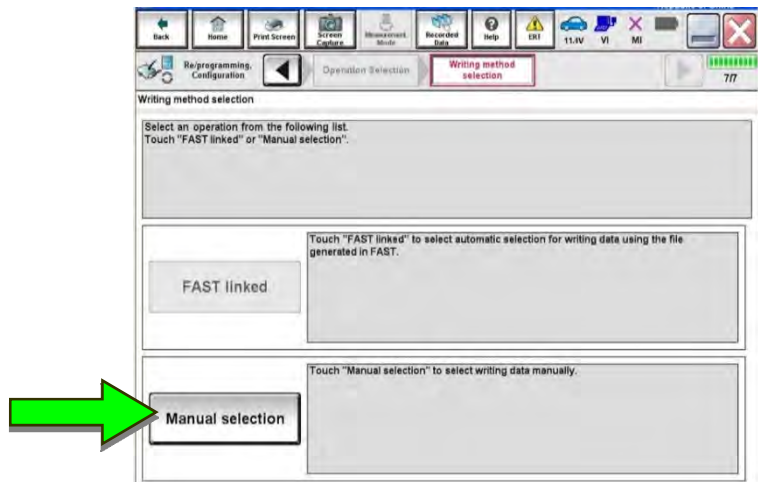 Back
Home
Print Screen
Screen
Capture
Measurement
Mode
Recorded
Data
Help
ERT
11.1V
VI
MI
Re/programming,
Configuration
Operation Selection
Writing method
selection
7/7
Writing method selection
Select an operation from the following list.
Touch "FAST linked" or "Manual selection".
FAST linked
Touch "FAST linked" to select automatic selection for writing data using the file
generated in FAST.
Manual selection
Touch "Manual selection" to select writing data manually.